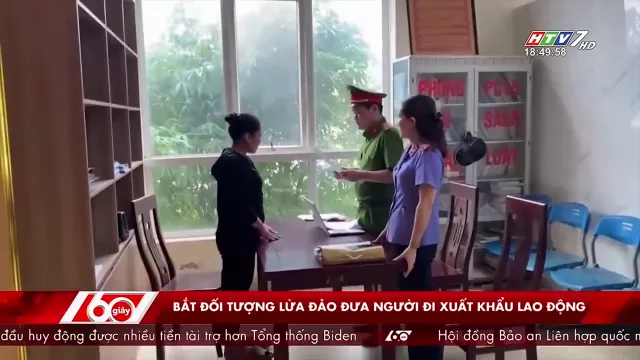 HTV7 HD
18:49:58
PHÒNG
60 giây
BẮT ĐỐI TƯỢNG LỪA ĐẢO ĐƯA NGƯỜI ĐI XUẤT KHẨU LAO ĐỘNG
đầu huy động được nhiều tiền tài trợ hơn Tổng thống Biden
60
Hội đồng Bảo an Liên hợp quốc